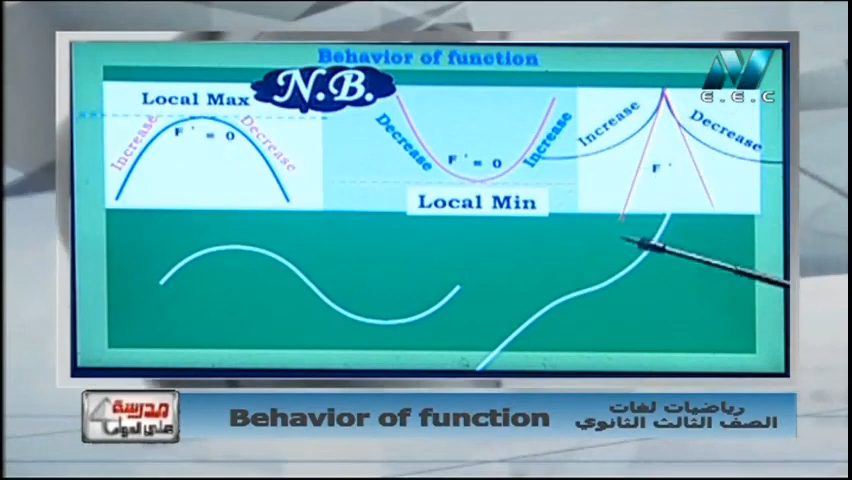 Behavior of function
N.B.
E.E.C
Local Max
Increase
F ' = 0
Decrease
Decrease
F ' = 0
Increase
Local Min
Increase
Decrease
F '
مدرسة
على الهواء
Behavior of function
رياضيات لغات
الصف الثالث الثانوي